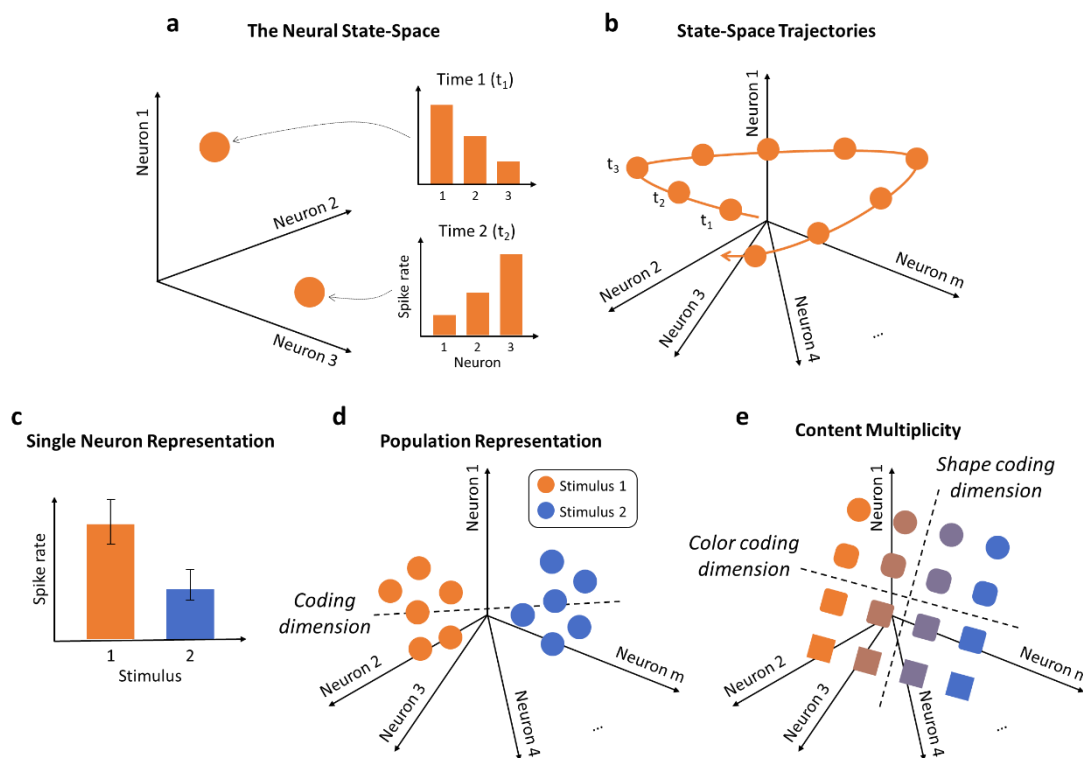 a
The Neural State-Space
Neuron 1
Neuron 2
Neuron 3
Time 1 (t1)
1 2 3
Time 2 (t2)
Spike rate
1 2 3
Neuron
b
State-Space Trajectories
Neuron 1
t3
t2
t1
Neuron 2
Neuron 3
Neuron 4
...
Neuron m
c
Single Neuron Representation
Spike rate
1 2
Stimulus
d
Population Representation
Neuron 1
Stimulus 1
Stimulus 2
Coding
dimension
Neuron 2
Neuron 3
Neuron 4
...
Neuron m
e
Content Multiplicity
Neuron 1
Shape coding
dimension
Color coding
dimension
Neuron 2
Neuron 3
Neuron 4
...
Neuron m